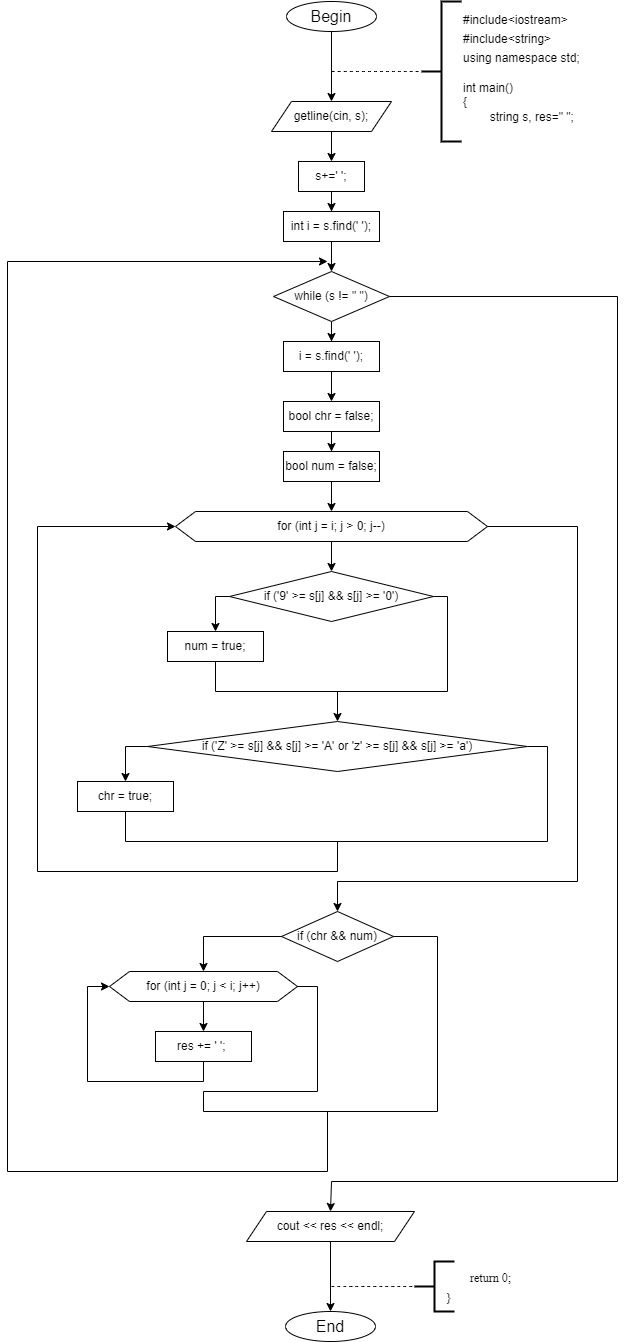 Begin
#include<iostream>
#include<string>
using namespace std;
int main()
{
string s, res=" ";
getline(cin, s);
s+=' ';
int i = s.find(' ');
while (s != " ")
i = s.find(' ');
bool chr = false;
bool num = false;
for (int j = i; j > 0; j--)
if ('9' >= s[j] && s[j] >= '0')
num = true;
if ('Z' >= s[j] && s[j] >= 'A' or 'z' >= s[j] && s[j] >= 'a')
chr = true;
if (chr && num)
for (int j = 0; j < i; j++)
res += ' ';
cout << res << endl;
return 0;
}
End